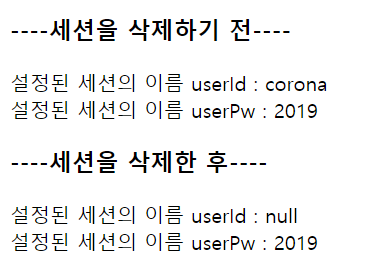 ----세션을 삭제하기 전----
설정된 세션의 이름 userId : corona
설정된 세션의 이름 userPw : 2019
----세션을 삭제한 후----
설정된 세션의 이름 userId : null
설정된 세션의 이름 userPw : 2019